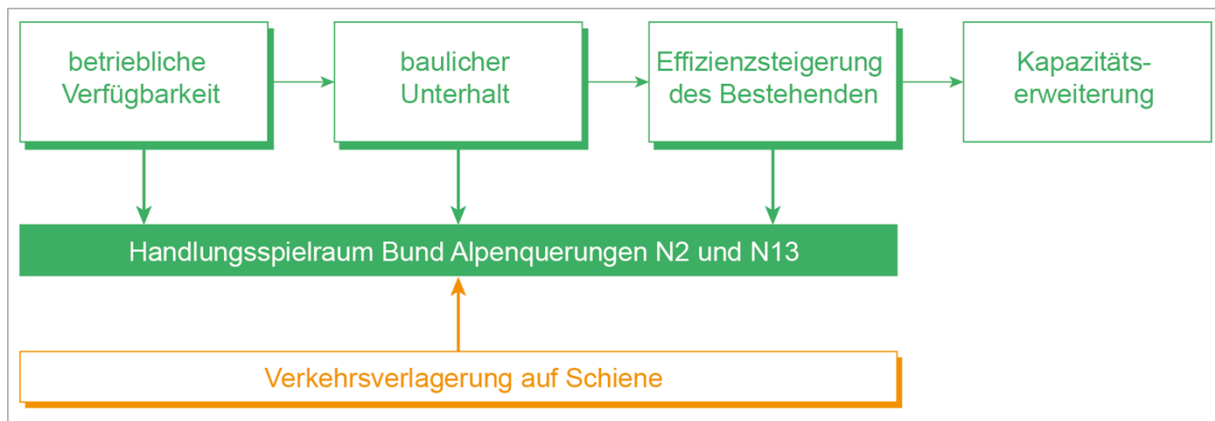 betriebliche
Verfügbarkeit
baulicher
Unterhalt
Effizienzsteigerung
des Bestehenden
Kapazitäts-
erweiterung
Handlungsspielraum Bund Alpenquerungen N2 und N13
Verkehrsverlagerung auf Schiene